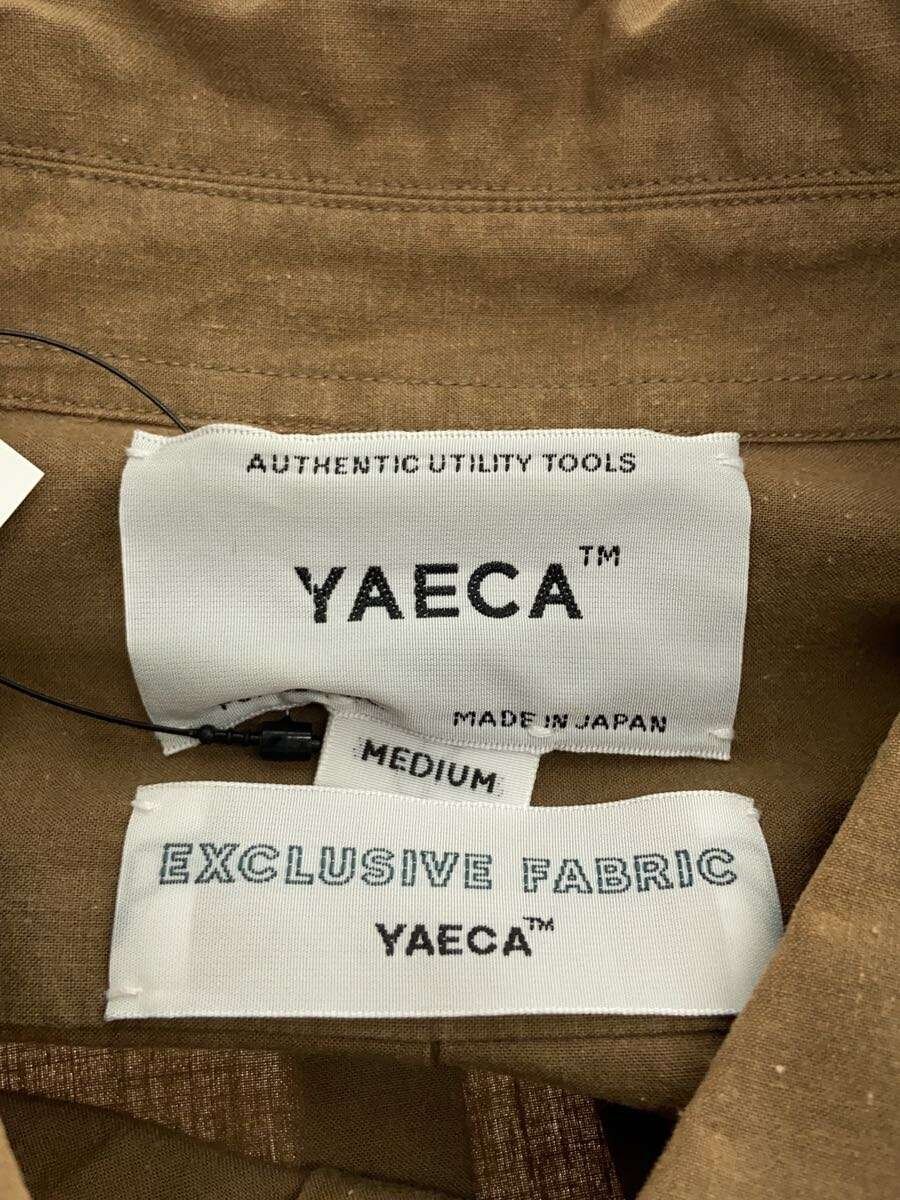 AUTHENTIC UTILITY TOOLS
YAECA™
MADE IN JAPAN
MEDIUM
EXCLUSIVE FABRIC
YAECA™